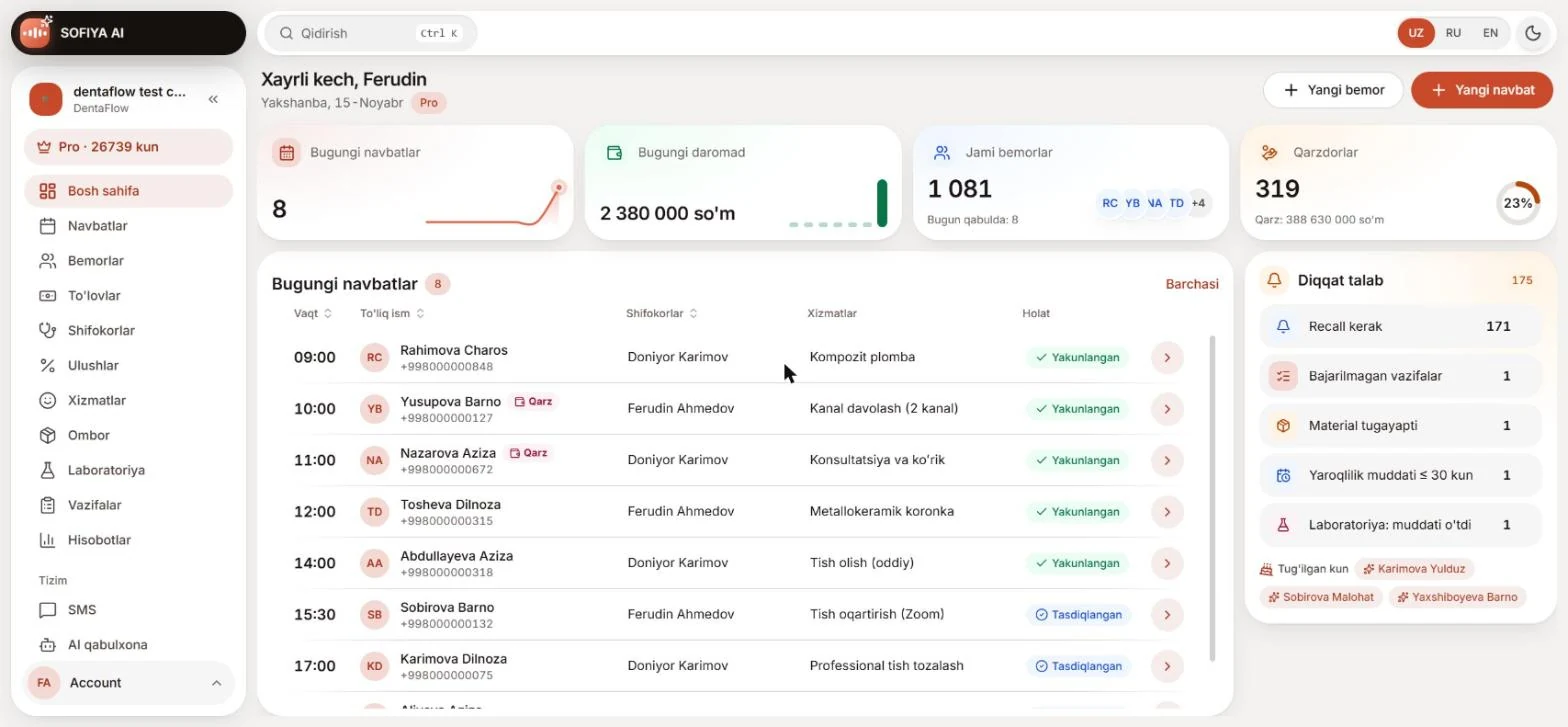 SOFIYA AI
Qidirish Ctrl K
UZ RU EN
dentaflow test c...
DentaFlow
Pro · 26739 kun
Bosh sahifa
Navbatlar
Bemorlar
To'lovlar
Shifokorlar
Ulushlar
Xizmatlar
Ombor
Laboratoriya
Vazifalar
Hisobotlar
Tizim
SMS
AI qabulxona
FA Account
Xayrli kech, Ferudin
Yakshanba, 15-Noyabr Pro
Yangi bemor
Yangi navbat
Bugungi navbatlar
8
Bugungi daromad
2 380 000 so'm
Jami bemorlar
1 081
Bugun qabulda: 8
RC YB NA TD +4
Qarzdorlar
319
Qarz: 388 630 000 so'm
23%
Bugungi navbatlar 8 Barchasi
Vaqt To'liq ism Shifokorlar Xizmatlar Holat
09:00 RC Rahimova Charos Doniyor Karimov Kompozit plomba Yakunlangan
+998000000848
10:00 YB Yusupova Barno Qarz Ferudin Ahmedov Kanal davolash (2 kanal) Yakunlangan
+998000000127
11:00 NA Nazarova Aziza Qarz Doniyor Karimov Konsultatsiya va ko'rik Yakunlangan
+998000000672
12:00 TD Tosheva Dilnoza Ferudin Ahmedov Metallokeramik koronka Yakunlangan
+998000000315
14:00 AA Abdullayeva Aziza Doniyor Karimov Tish olish (oddiy) Yakunlangan
+998000000318
15:30 SB Sobirova Barno Ferudin Ahmedov Tish oqartirish (Zoom) Tasdiqlangan
+998000000132
17:00 KD Karimova Dilnoza Doniyor Karimov Professional tish tozalash Tasdiqlangan
+998000000075
Diqqat talab 175
Recall kerak 171
Bajarilmagan vazifalar 1
Material tugayapti 1
Yaroqlilik muddati ≤ 30 kun 1
Laboratoriya: muddati o'tdi 1
Tug'ilgan kun Karimova Yulduz
Sobirova Malohat Yaxshiboyeva Barno